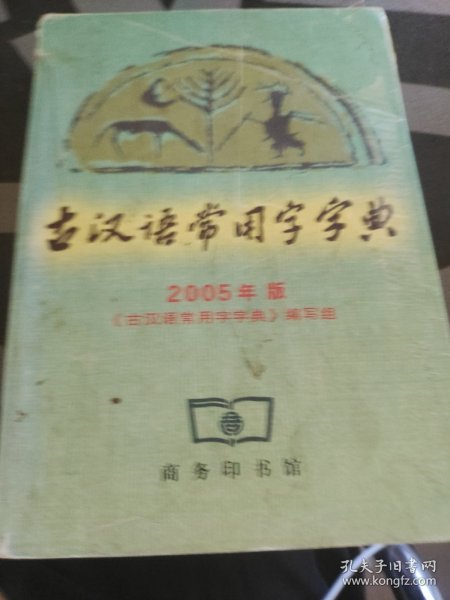 古汉语常用字字典
2005年版
《古汉语常用字字典》编写组
商务印书馆
孔夫子旧书网
www.kongfz.com